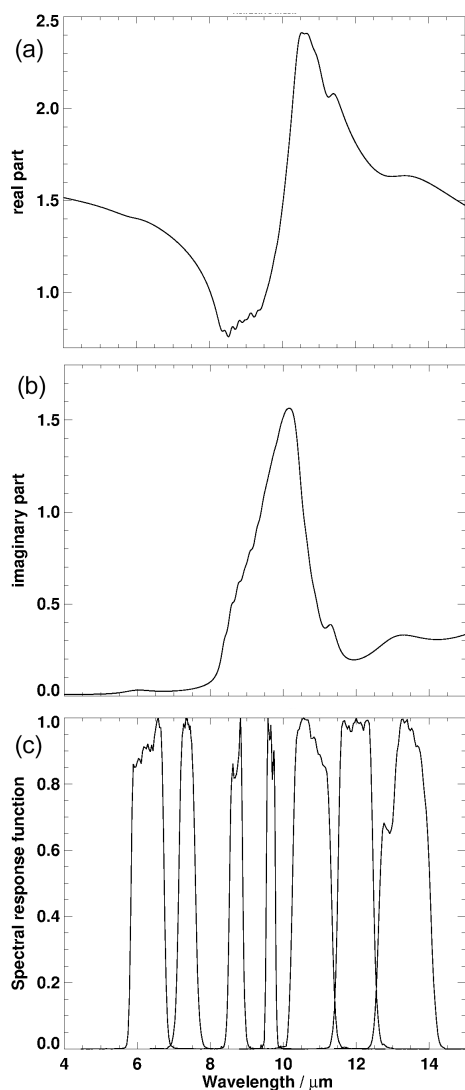 (a)
2.5
2.0
1.5
1.0
real part
(b)
1.5
1.0
0.5
0.0
imaginary part
(c)
1.0
0.8
0.6
0.4
0.2
0.0
Spectral response function
4 6 8 10 12 14
Wavelength / μm